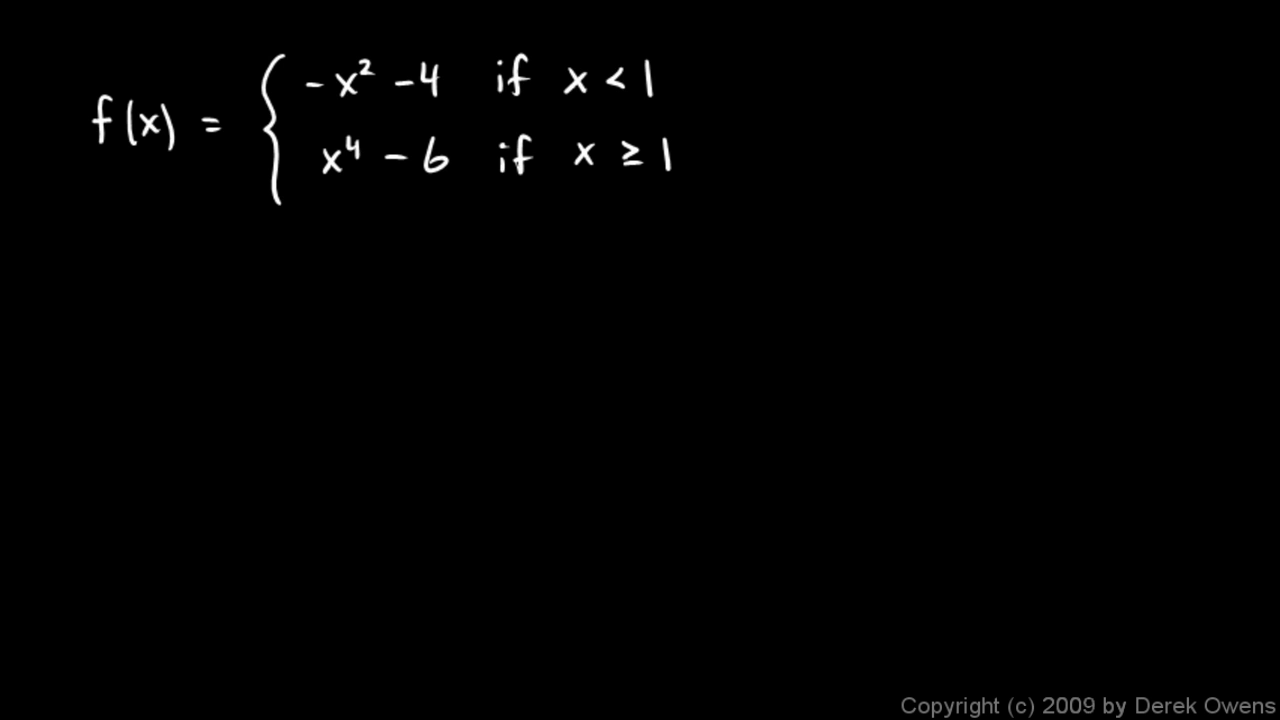 f(x) = { -x² - 4 if x < 1
x⁴ - 6 if x ≥ 1
Copyright (c) 2009 by Derek Owens